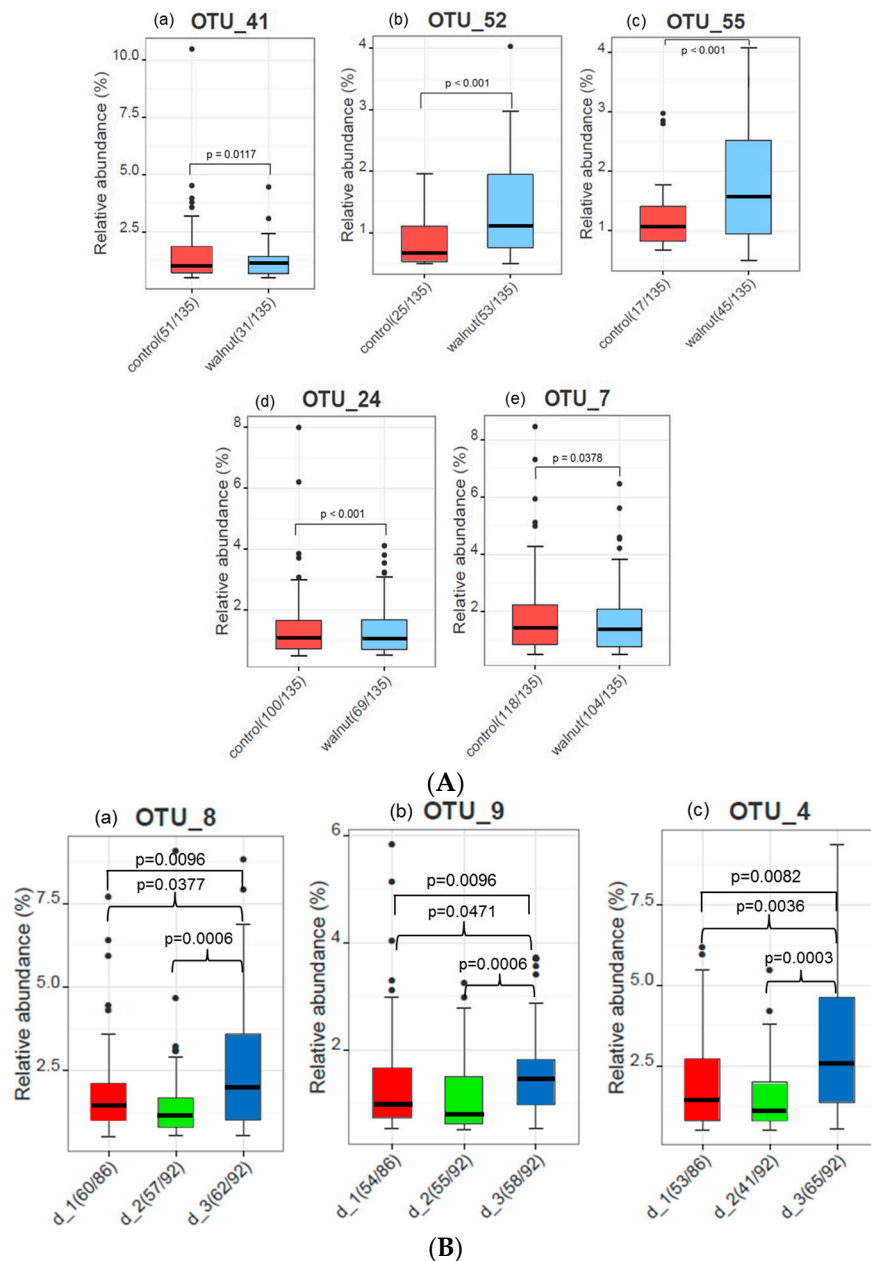 (a) OTU_41
Relative abundance (%)
10.0
7.5
5.0
2.5
p = 0.0117
control(51/135)
walnut(31/135)
(b) OTU_52
Relative abundance (%)
4
3
2
1
p < 0.001
control(25/135)
walnut(53/135)
(c) OTU_55
Relative abundance (%)
4
3
2
1
p < 0.001
control(17/135)
walnut(45/135)
(d) OTU_24
Relative abundance (%)
8
6
4
2
p < 0.001
control(100/135)
walnut(69/135)
(e) OTU_7
Relative abundance (%)
8
6
4
2
p = 0.0378
control(118/135)
walnut(104/135)
(A)
(a) OTU_8
Relative abundance (%)
7.5
5.0
2.5
p=0.0096
p=0.0377
p=0.0006
d_1(60/86)
d_2(57/92)
d_3(62/92)
(b) OTU_9
Relative abundance (%)
6
4
2
p=0.0096
p=0.0471
p=0.0006
d_1(54/86)
d_2(55/92)
d_3(58/92)
(c) OTU_4
Relative abundance (%)
7.5
5.0
2.5
p=0.0082
p=0.0036
p=0.0003
d_1(53/86)
d_2(41/92)
d_3(65/92)
(B)